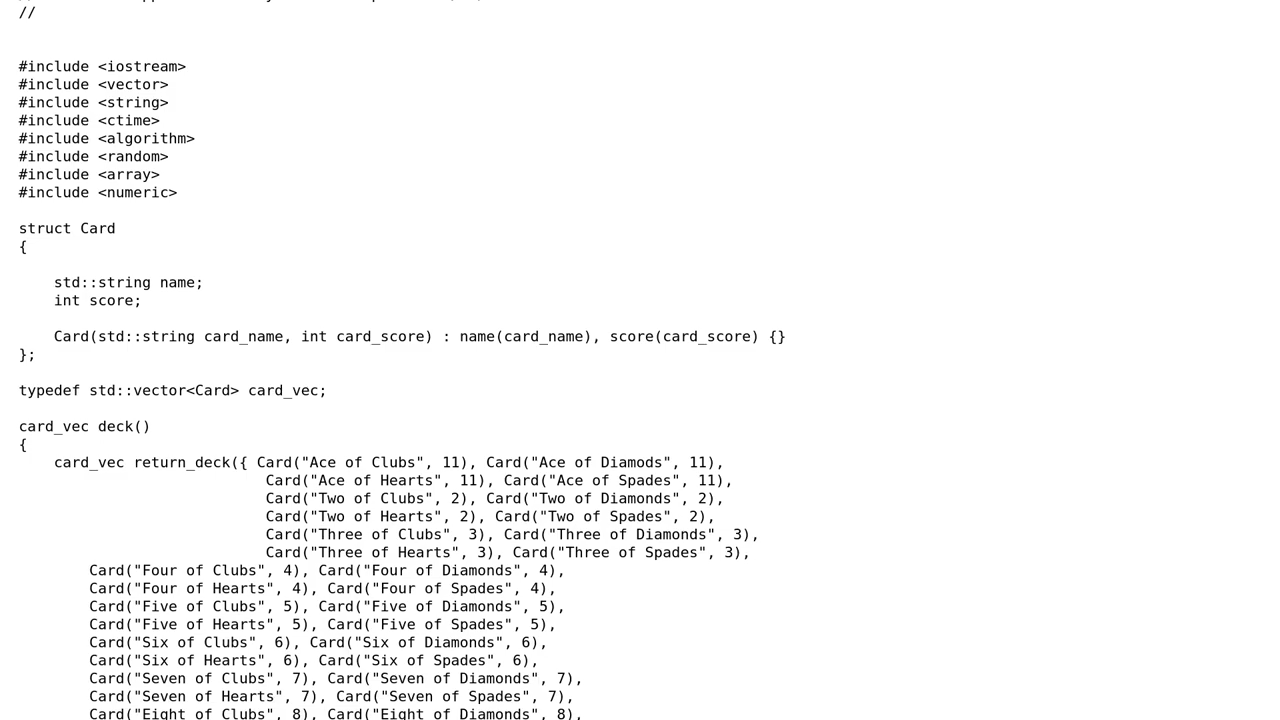 //
#include <iostream>
#include <vector>
#include <string>
#include <ctime>
#include <algorithm>
#include <random>
#include <array>
#include <numeric>
struct Card
{
std::string name;
int score;
Card(std::string card_name, int card_score) : name(card_name), score(card_score) {}
};
typedef std::vector<Card> card_vec;
card_vec deck()
{
card_vec return_deck({ Card("Ace of Clubs", 11), Card("Ace of Diamods", 11),
Card("Ace of Hearts", 11), Card("Ace of Spades", 11),
Card("Two of Clubs", 2), Card("Two of Diamonds", 2),
Card("Two of Hearts", 2), Card("Two of Spades", 2),
Card("Three of Clubs", 3), Card("Three of Diamonds", 3),
Card("Three of Hearts", 3), Card("Three of Spades", 3),
Card("Four of Clubs", 4), Card("Four of Diamonds", 4),
Card("Four of Hearts", 4), Card("Four of Spades", 4),
Card("Five of Clubs", 5), Card("Five of Diamonds", 5),
Card("Five of Hearts", 5), Card("Five of Spades", 5),
Card("Six of Clubs", 6), Card("Six of Diamonds", 6),
Card("Six of Hearts", 6), Card("Six of Spades", 6),
Card("Seven of Clubs", 7), Card("Seven of Diamonds", 7),
Card("Seven of Hearts", 7), Card("Seven of Spades", 7),
Card("Eight of Clubs", 8), Card("Eight of Diamonds", 8),